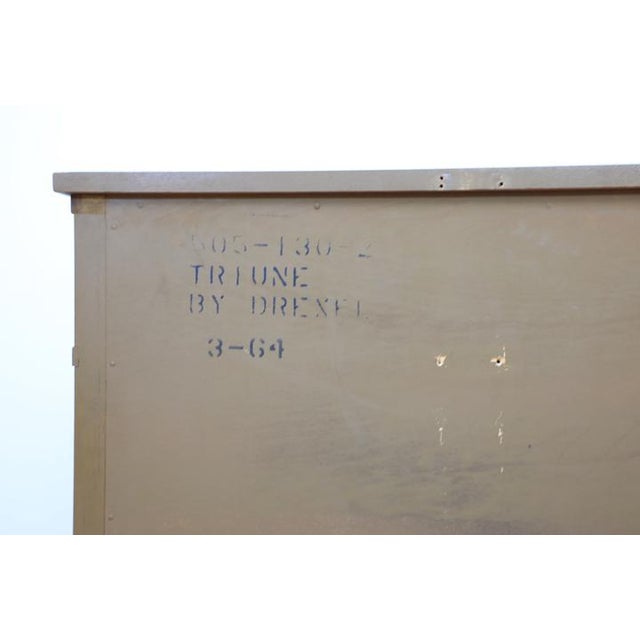 505-130-2
TRIUNE
BY DREXEL
3-64